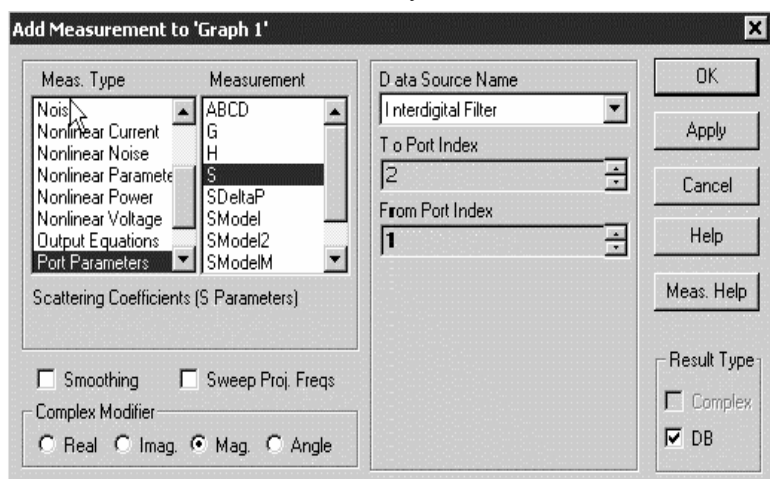 Add Measurement to 'Graph 1'
Meas. Type
Measurement
Nois
Nonlinear Current
Nonlinear Noise
Nonlinear Paramete
Nonlinear Power
Nonlinear Voltage
Output Equations
Port Parameters
ABCD
G
H
S
SDeltaP
SModel
SModel2
SModelM
Scattering Coefficients (S Parameters)
Smoothing
Sweep Proj. Freqs
Complex Modifier
Real
Imag.
Mag.
Angle
Data Source Name
Interdigital Filter
To Port Index
2
From Port Index
1
OK
Apply
Cancel
Help
Meas. Help
Result Type
Complex
DB